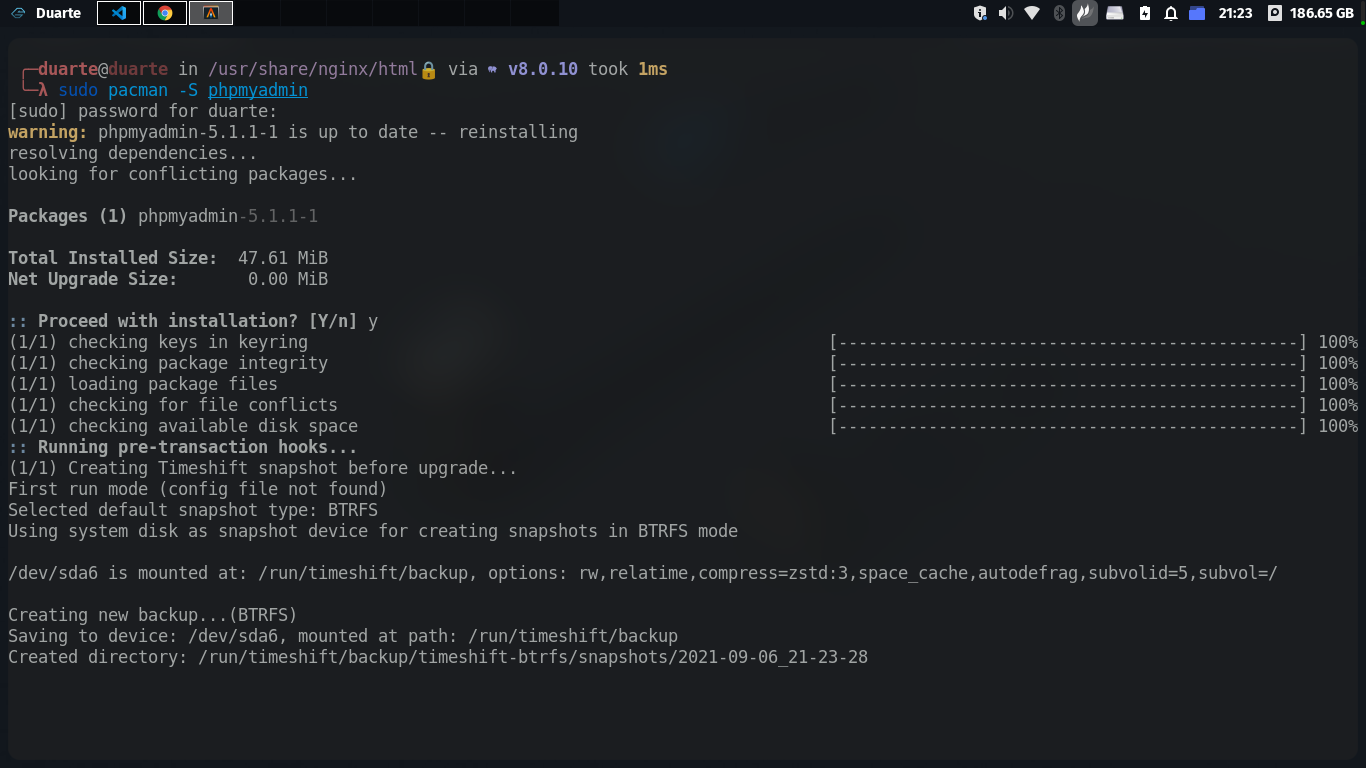 Duarte 21:23 186.65 GB
╭─duarte@duarte in /usr/share/nginx/html🔒 via 🐘 v8.0.10 took 1ms
╰─λ sudo pacman -S phpmyadmin
[sudo] password for duarte:
warning: phpmyadmin-5.1.1-1 is up to date -- reinstalling
resolving dependencies...
looking for conflicting packages...
Packages (1) phpmyadmin-5.1.1-1
Total Installed Size:  47.61 MiB
Net Upgrade Size:       0.00 MiB
:: Proceed with installation? [Y/n] y
(1/1) checking keys in keyring [----------------------------------------------] 100%
(1/1) checking package integrity [----------------------------------------------] 100%
(1/1) loading package files [----------------------------------------------] 100%
(1/1) checking for file conflicts [----------------------------------------------] 100%
(1/1) checking available disk space [----------------------------------------------] 100%
:: Running pre-transaction hooks...
(1/1) Creating Timeshift snapshot before upgrade...
First run mode (config file not found)
Selected default snapshot type: BTRFS
Using system disk as snapshot device for creating snapshots in BTRFS mode
/dev/sda6 is mounted at: /run/timeshift/backup, options: rw,relatime,compress=zstd:3,space_cache,autodefrag,subvolid=5,subvol=/
Creating new backup...(BTRFS)
Saving to device: /dev/sda6, mounted at path: /run/timeshift/backup
Created directory: /run/timeshift/backup/timeshift-btrfs/snapshots/2021-09-06_21-23-28